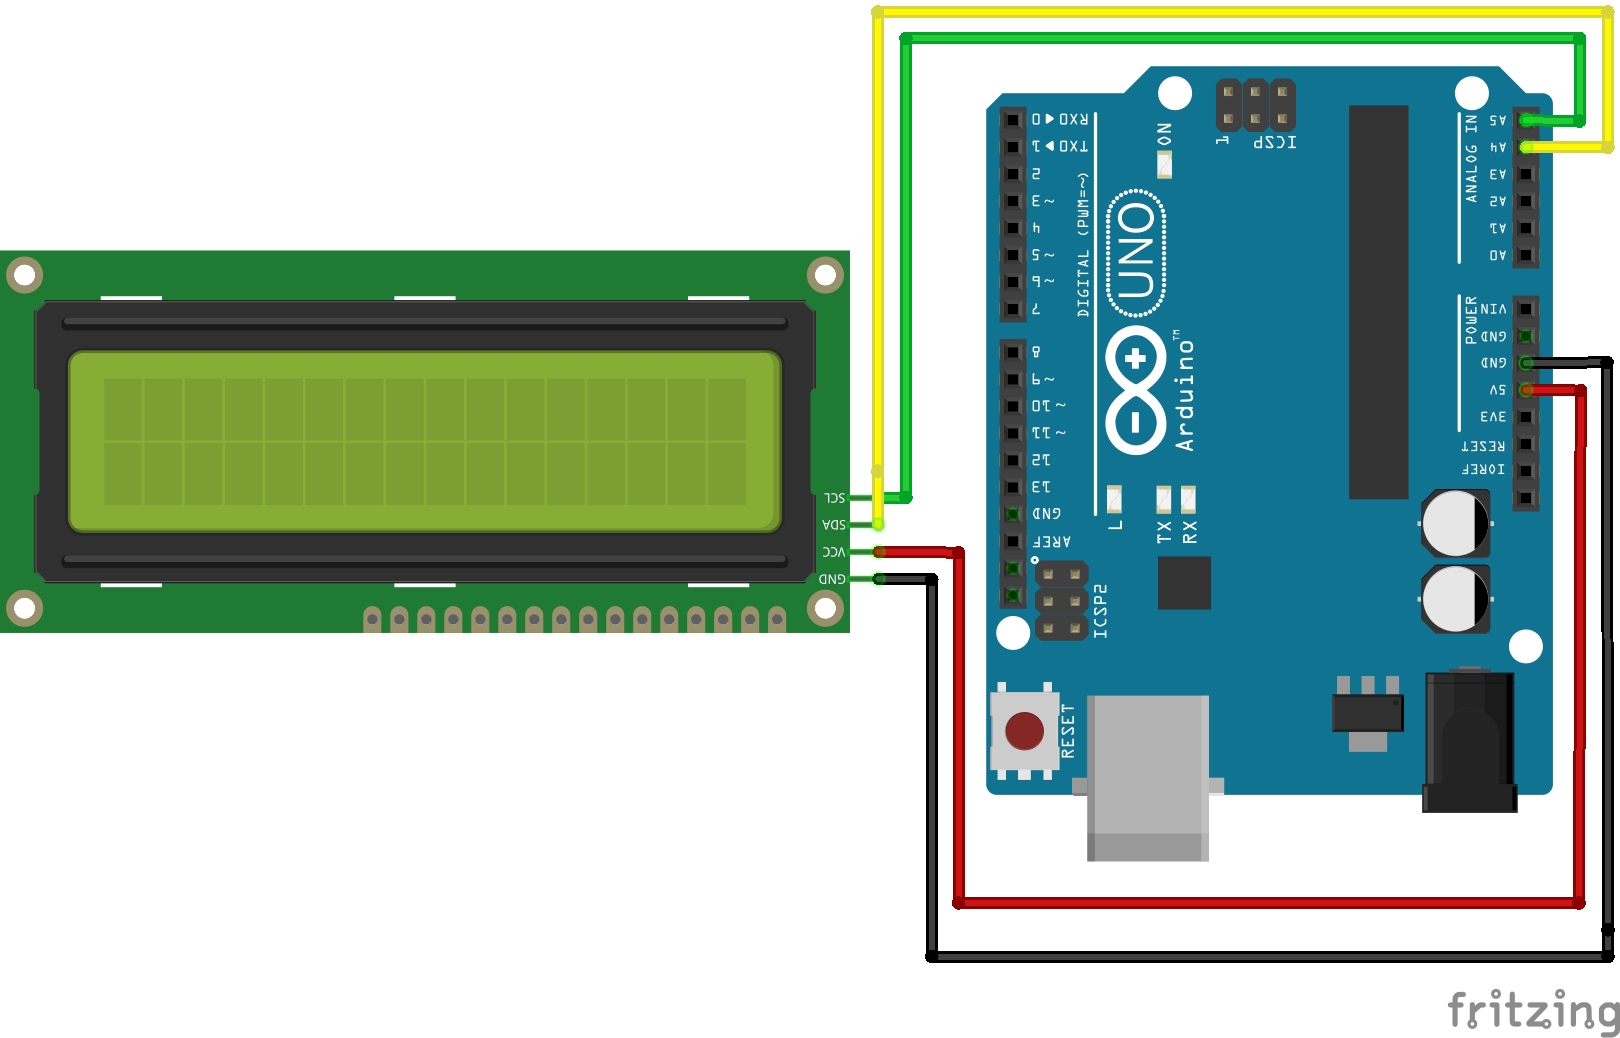 SCL
SDA
VCC
GND
RX0 ◀ 0
TX0 ▶ 1
2
~ 3
4
~ 5
~ 6
7
8
~ 9
~ 10
~ 11
12
13
GND
AREF
DIGITAL (PWM=~)
ON
1
ICSP
UNO
Arduino™
L
TX
RX
ICSP2
RESET
ANALOG IN
A5
A4
A3
A2
A1
A0
POWER
VIN
GND
GND
5V
3V3
RESET
IOREF
fritzing